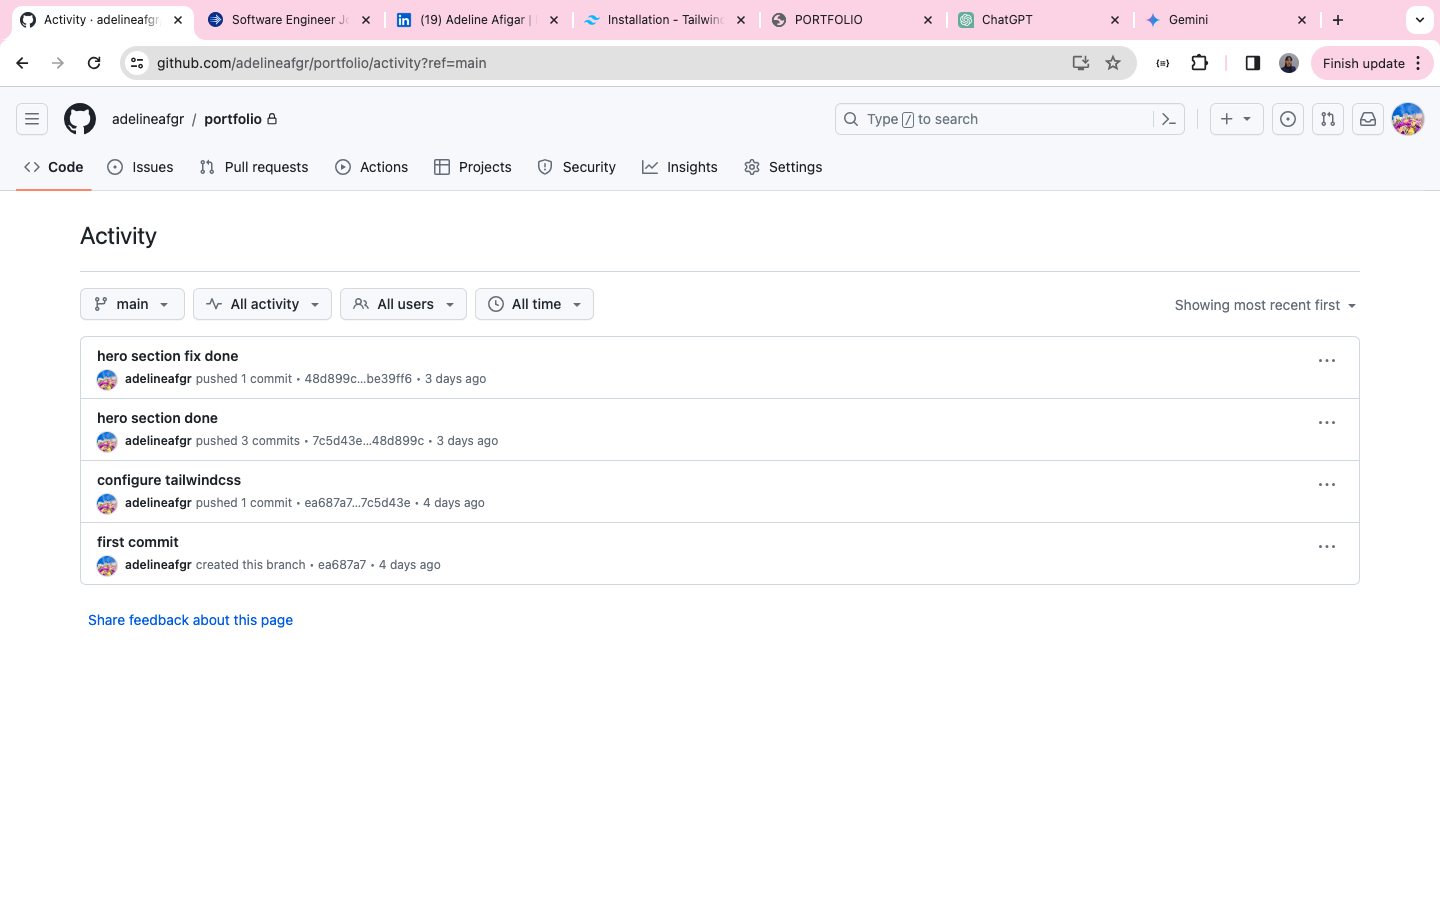 Activity · adelineafgr
Software Engineer Jo
(19) Adeline Afigar |
Installation - Tailwind
PORTFOLIO
ChatGPT
Gemini
github.com/adelineafgr/portfolio/activity?ref=main
Finish update
adelineafgr / portfolio
Type / to search
Code
Issues
Pull requests
Actions
Projects
Security
Insights
Settings
Activity
main
All activity
All users
All time
Showing most recent first
hero section fix done
adelineafgr pushed 1 commit • 48d899c...be39ff6 • 3 days ago
hero section done
adelineafgr pushed 3 commits • 7c5d43e...48d899c • 3 days ago
configure tailwindcss
adelineafgr pushed 1 commit • ea687a7...7c5d43e • 4 days ago
first commit
adelineafgr created this branch • ea687a7 • 4 days ago
Share feedback about this page